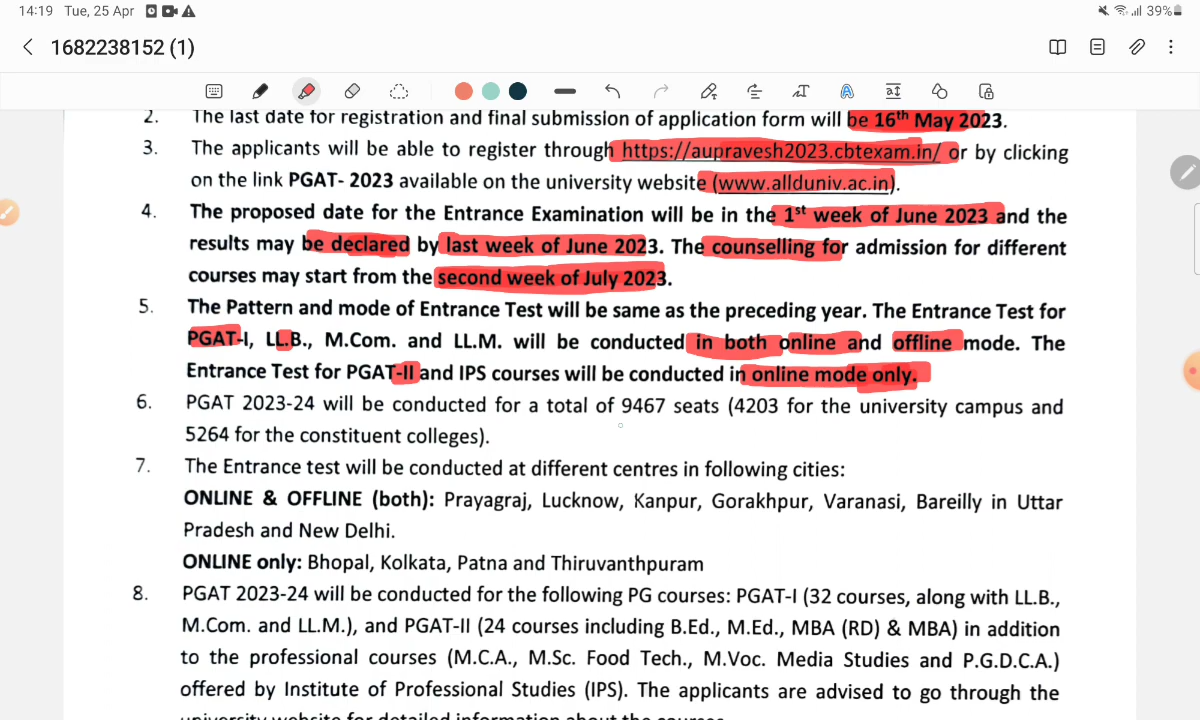 14:19 Tue, 25 Apr
39%
1682238152 (1)
2. The last date for registration and final submission of application form will be 16th May 2023.
3. The applicants will be able to register through https://aupravesh2023.cbtexam.in/ or by clicking
on the link PGAT- 2023 available on the university website (www.allduniv.ac.in).
4. The proposed date for the Entrance Examination will be in the 1st week of June 2023 and the
results may be declared by last week of June 2023. The counselling for admission for different
courses may start from the second week of July 2023.
5. The Pattern and mode of Entrance Test will be same as the preceding year. The Entrance Test for
PGAT-I, LL.B., M.Com. and LL.M. will be conducted in both online and offline mode. The
Entrance Test for PGAT-II and IPS courses will be conducted in online mode only.
6. PGAT 2023-24 will be conducted for a total of 9467 seats (4203 for the university campus and
5264 for the constituent colleges).
7. The Entrance test will be conducted at different centres in following cities:
ONLINE & OFFLINE (both): Prayagraj, Lucknow, Kanpur, Gorakhpur, Varanasi, Bareilly in Uttar
Pradesh and New Delhi.
ONLINE only: Bhopal, Kolkata, Patna and Thiruvanthpuram
8. PGAT 2023-24 will be conducted for the following PG courses: PGAT-I (32 courses, along with LL.B.,
M.Com. and LL.M.), and PGAT-II (24 courses including B.Ed., M.Ed., MBA (RD) & MBA) in addition
to the professional courses (M.C.A., M.Sc. Food Tech., M.Voc. Media Studies and P.G.D.C.A.)
offered by Institute of Professional Studies (IPS). The applicants are advised to go through the
university website for detailed information about the courses.